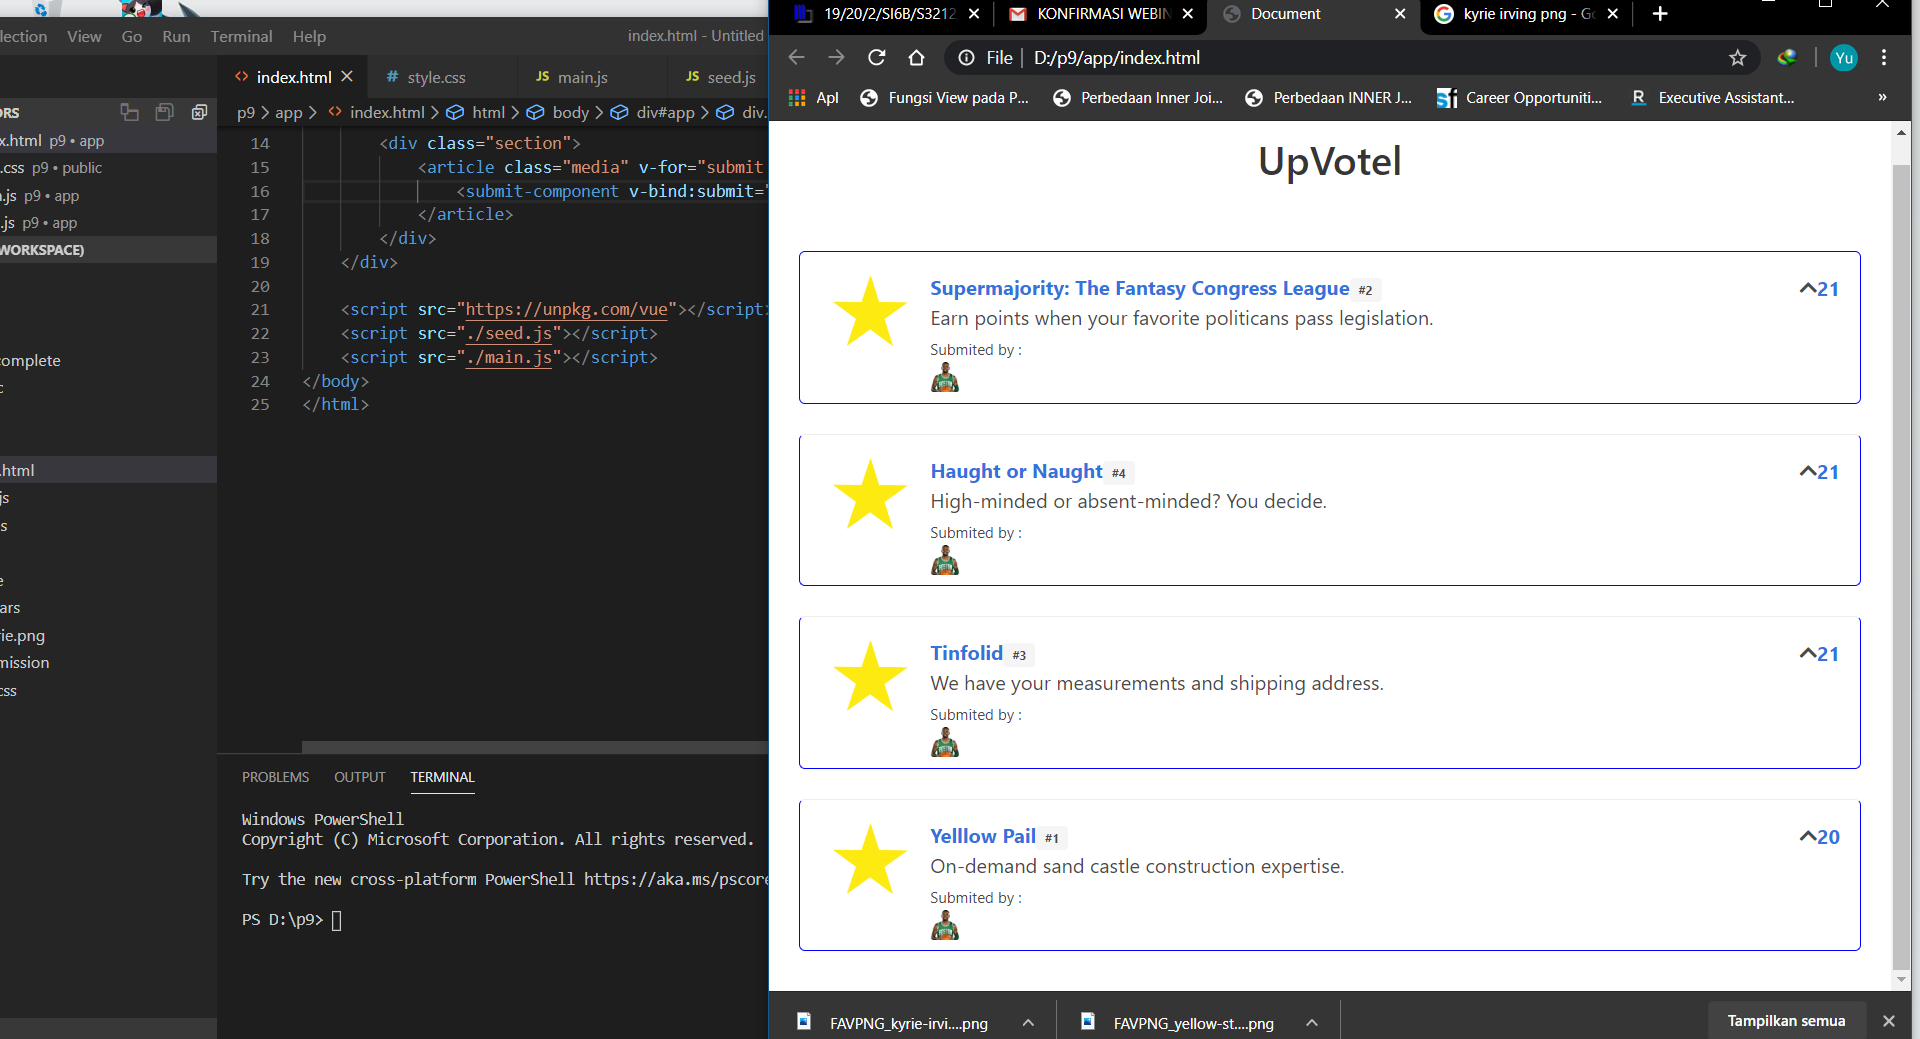 lection View Go Run Terminal Help index.html - Untitled
index.html style.css JS main.js JS seed.js
p9 > app > index.html > html > body > div#app > div.
ORS
x.html p9 • app
.css p9 • public
.js p9 • app
.js p9 • app
WORKSPACE)
omplete
.html
js
s
e
ars
rie.png
mission
css
14 <div class="section">
15 <article class="media" v-for="submit
16 <submit-component v-bind:submit="
17 </article>
18 </div>
19 </div>
20
21 <script src="https://unpkg.com/vue"></script>
22 <script src="./seed.js"></script>
23 <script src="./main.js"></script>
24 </body>
25 </html>
PROBLEMS OUTPUT TERMINAL
Windows PowerShell
Copyright (C) Microsoft Corporation. All rights reserved.
Try the new cross-platform PowerShell https://aka.ms/pscore
PS D:\p9>
19/20/2/SI6B/S3212 KONFIRMASI WEBIN Document kyrie irving png - Go
File D:/p9/app/index.html Yu
Apl Fungsi View pada P... Perbedaan Inner Joi... Perbedaan INNER J... Career Opportuniti... Executive Assistant... »
UpVotel
Supermajority: The Fantasy Congress League #2 21
Earn points when your favorite politicans pass legislation.
Submited by :
Haught or Naught #4 21
High-minded or absent-minded? You decide.
Submited by :
Tinfolid #3 21
We have your measurements and shipping address.
Submited by :
Yelllow Pail #1 20
On-demand sand castle construction expertise.
Submited by :
FAVPNG_kyrie-irvi....png FAVPNG_yellow-st....png Tampilkan semua